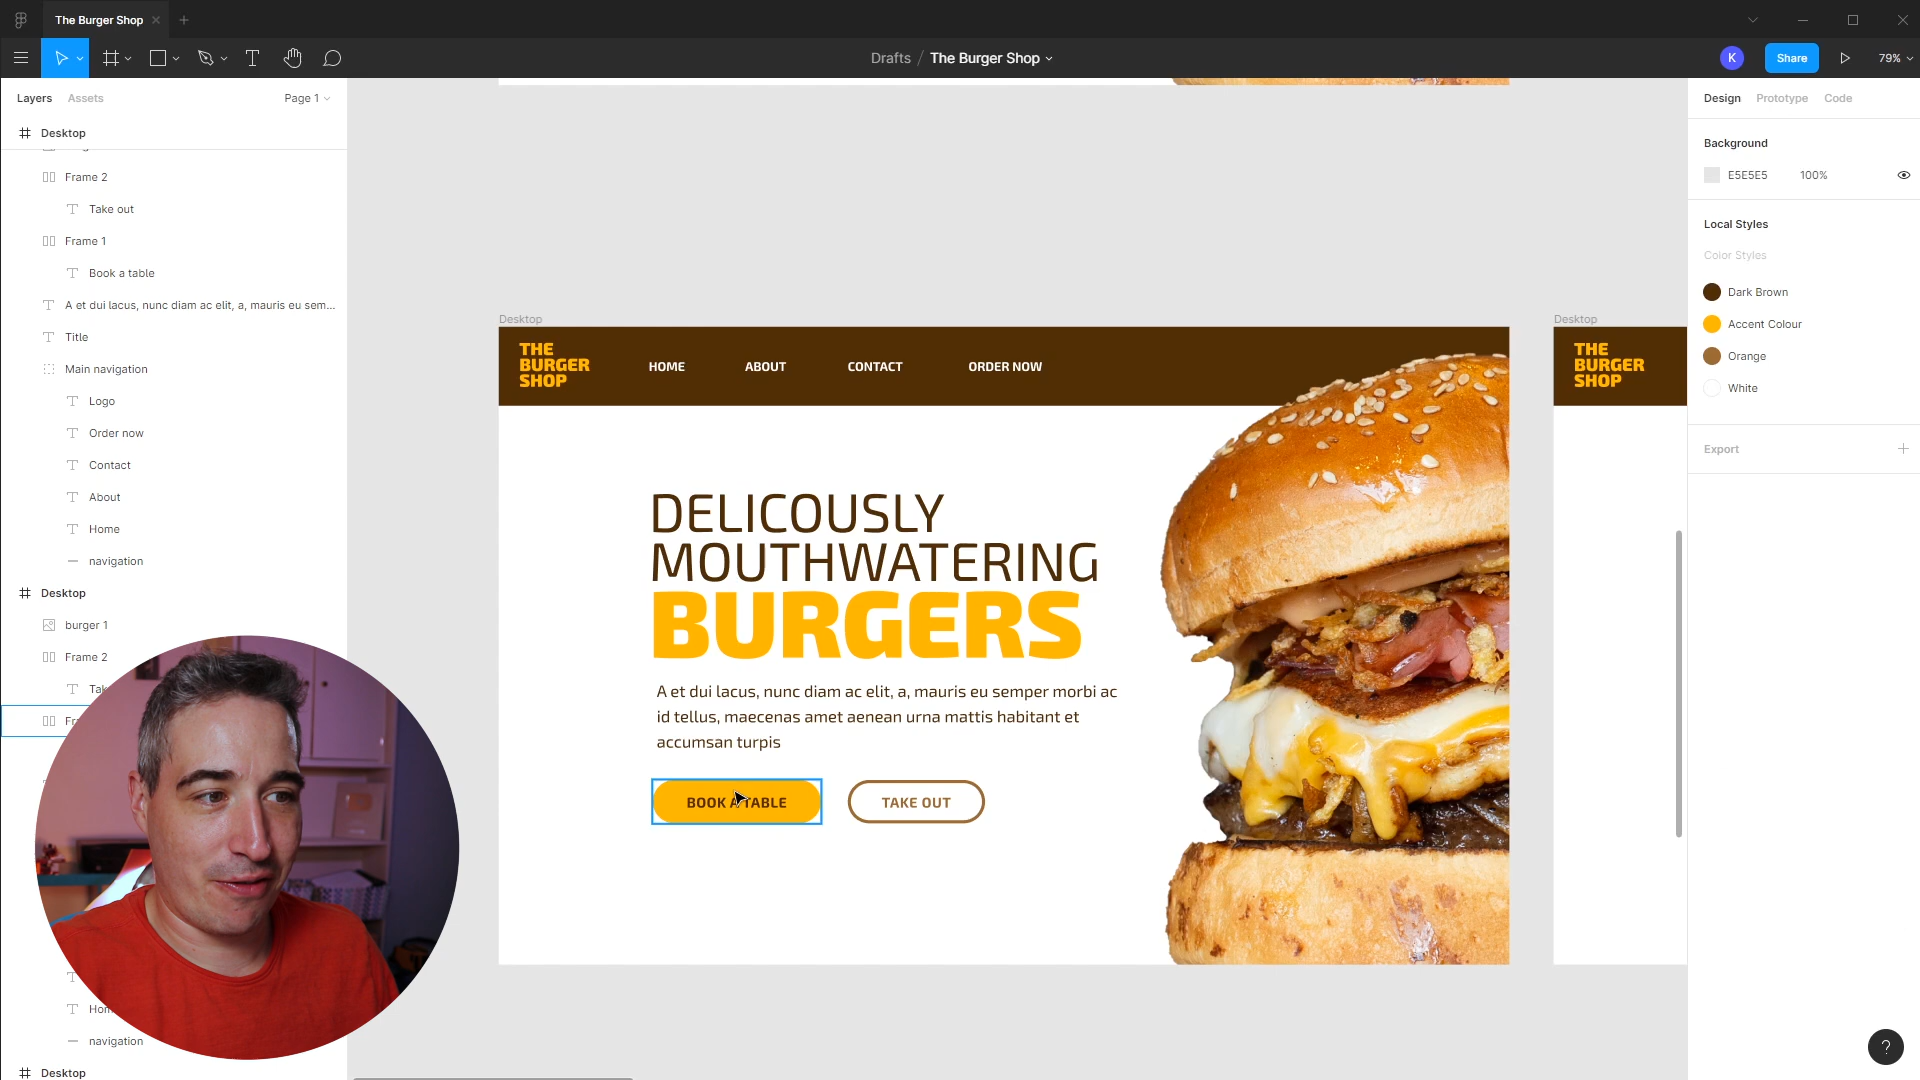 The Burger Shop
Drafts / The Burger Shop
K
Share
79%
Layers
Assets
Page 1
Desktop
Frame 2
Take out
Frame 1
Book a table
A et dui lacus, nunc diam ac elit, a, mauris eu sem...
Title
Main navigation
Logo
Order now
Contact
About
Home
navigation
Desktop
burger 1
Frame 2
navigation
Desktop
Desktop
THE
BURGER
SHOP
HOME
ABOUT
CONTACT
ORDER NOW
DELICOUSLY
MOUTHWATERING
BURGERS
A et dui lacus, nunc diam ac elit, a, mauris eu semper morbi ac
id tellus, maecenas amet aenean urna mattis habitant et
accumsan turpis
BOOK A TABLE
TAKE OUT
Desktop
THE
BURGER
SHOP
Design
Prototype
Code
Background
E5E5E5
100%
Local Styles
Color Styles
Dark Brown
Accent Colour
Orange
White
Export
?